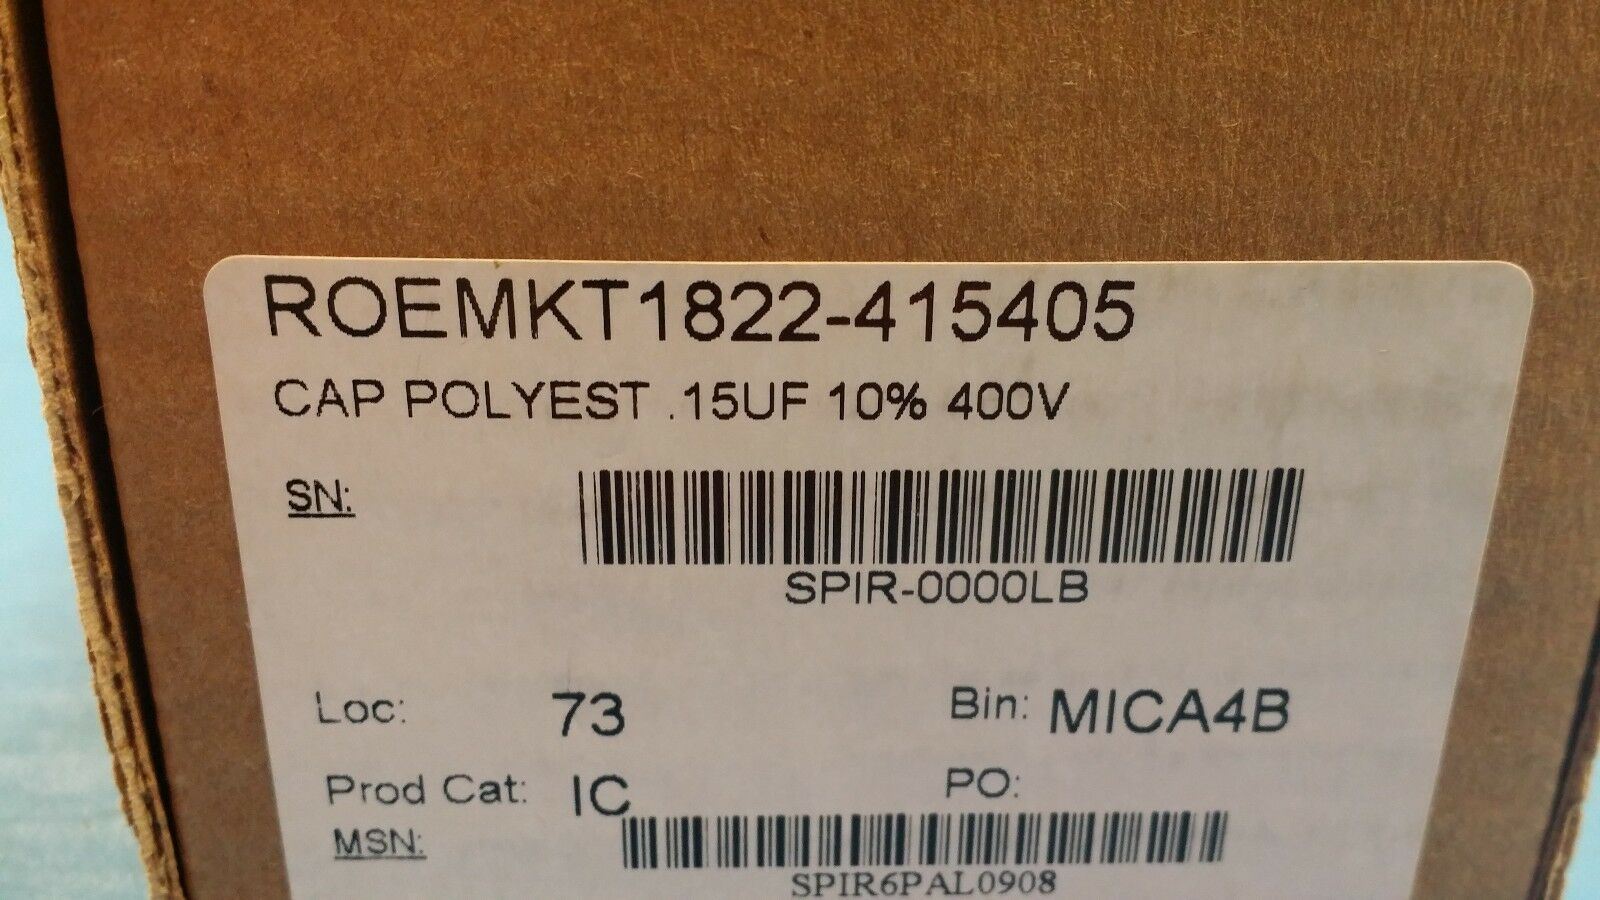 ROEMKT1822-415405
CAP POLYEST .15UF 10% 400V
SN:
SPIR-0000LB
Loc: 73 Bin: MICA4B
Prod Cat: IC PO:
MSN:
SPIR6PAL0908